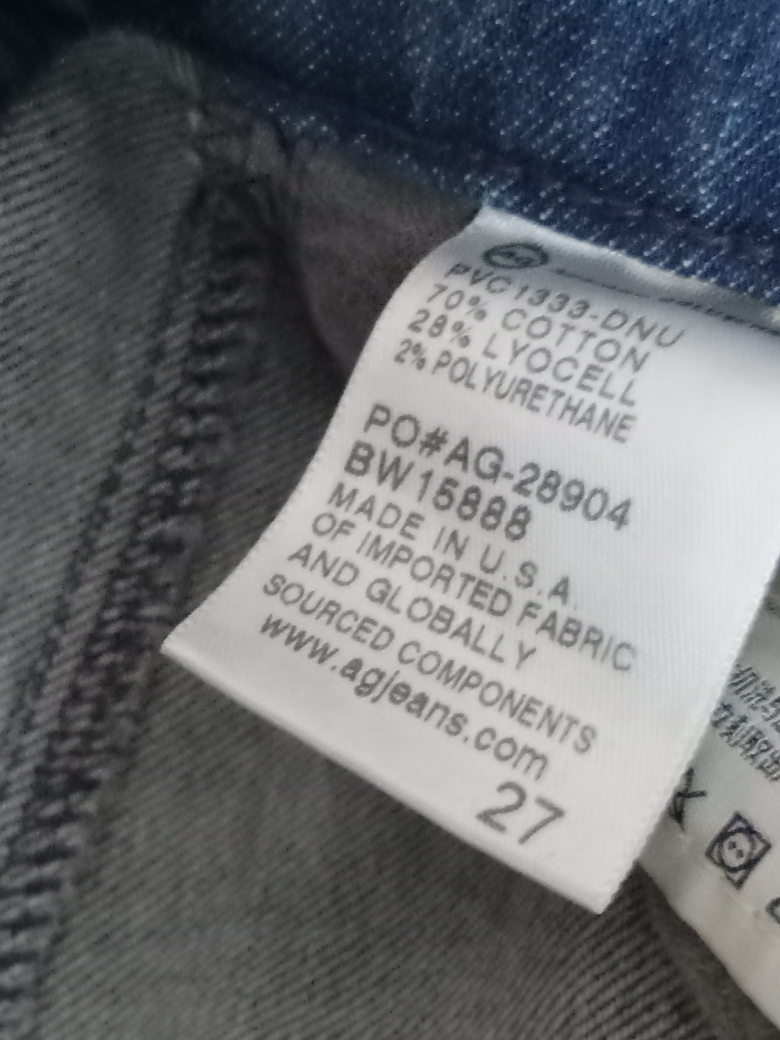 AG
PVC1333-DNU
70% COTTON
28% LYOCELL
2% POLYURETHANE
PO#AG-28904
BW15888
MADE IN U.S.A.
OF IMPORTED FABRIC
AND GLOBALLY
SOURCED COMPONENTS
www.agjeans.com
27